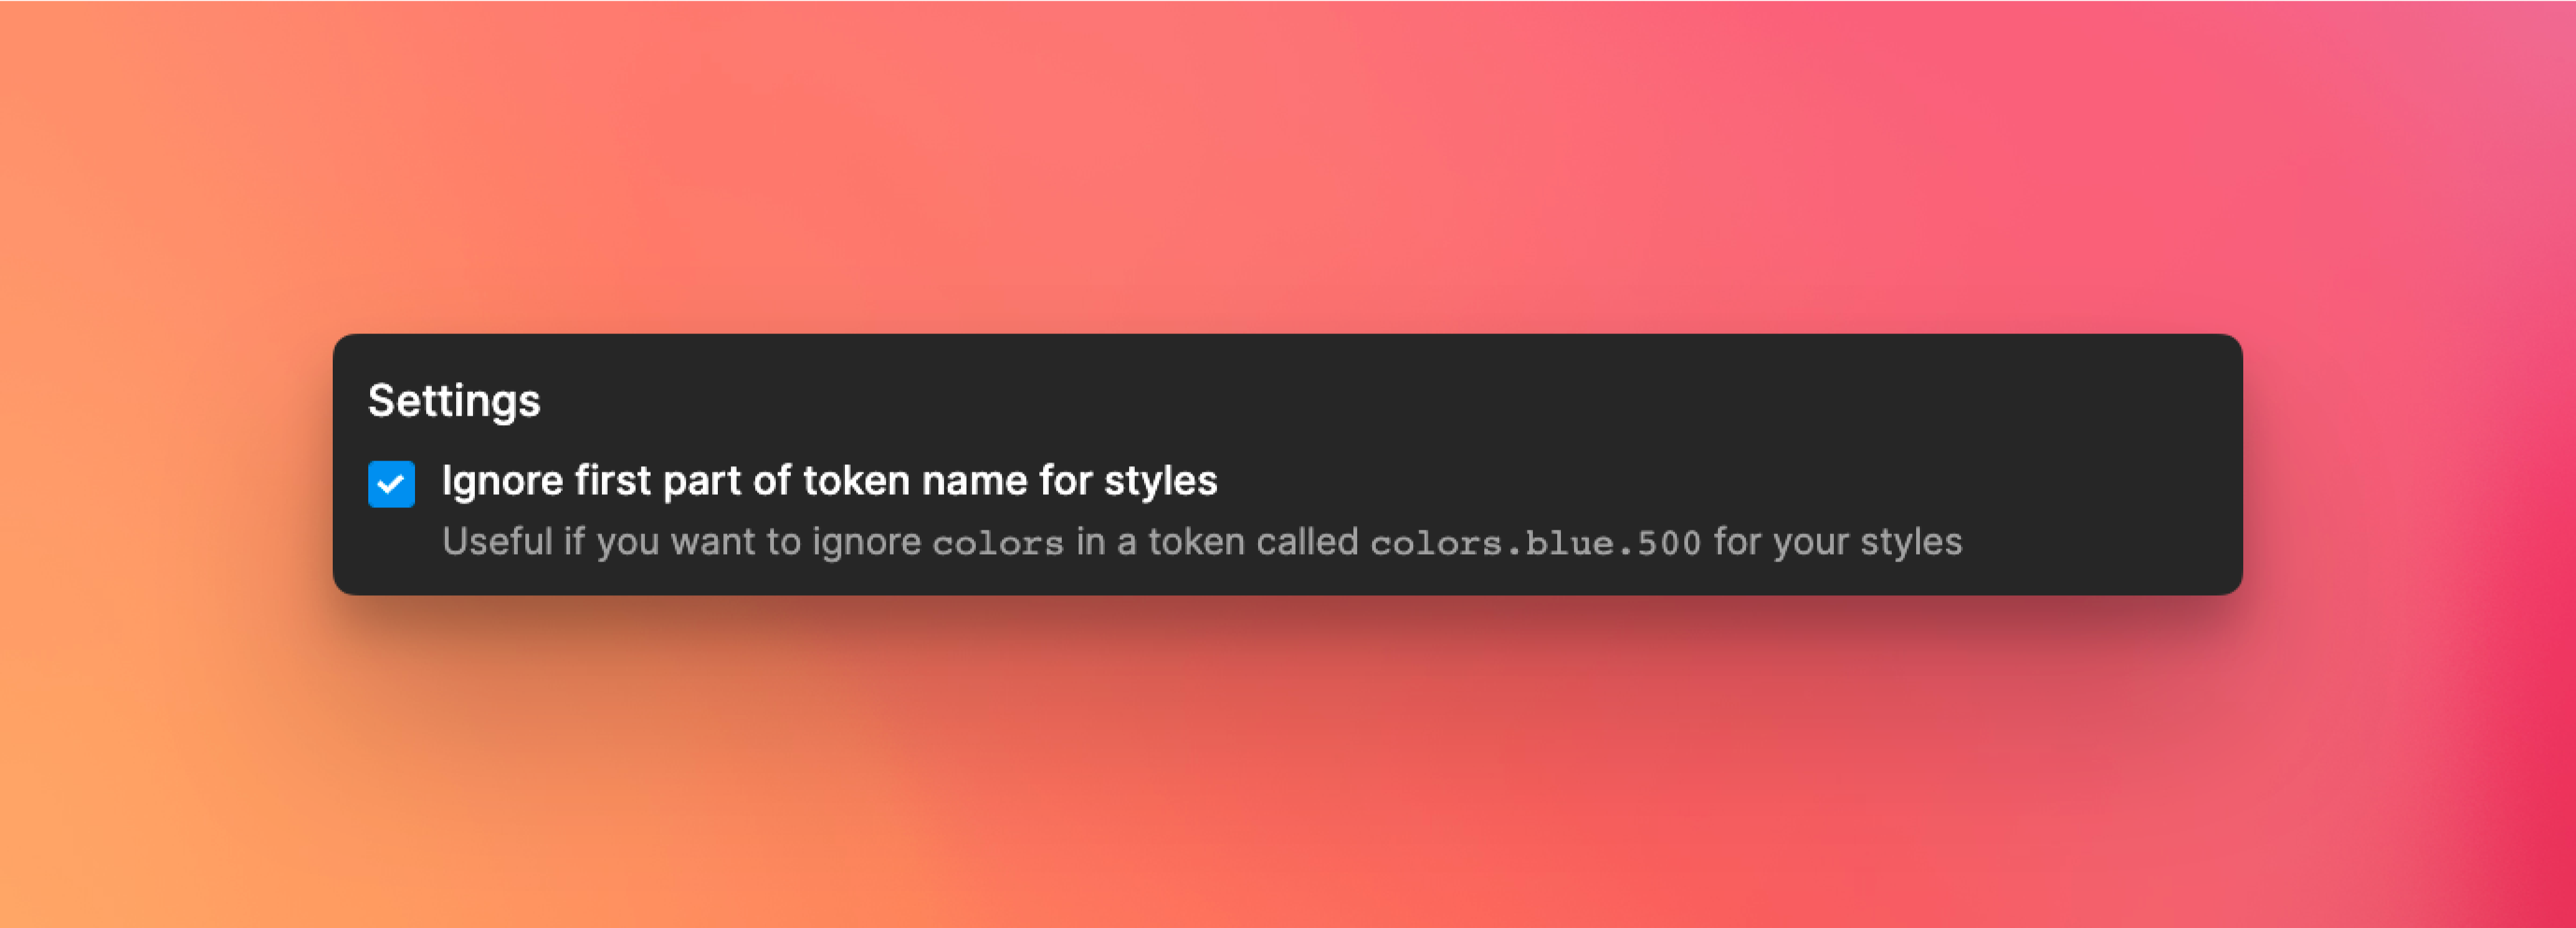 Settings
Ignore first part of token name for styles
Useful if you want to ignore colors in a token called colors.blue.500 for your styles